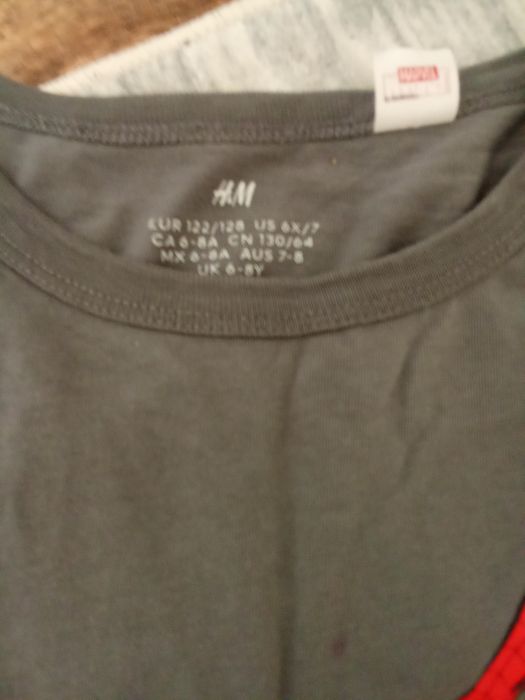 MARVEL
H&M
EUR 122/128 US 6X/7
CA 6-8A CN 130/64
MX 6-8A AUS 7-8
UK 6-8Y